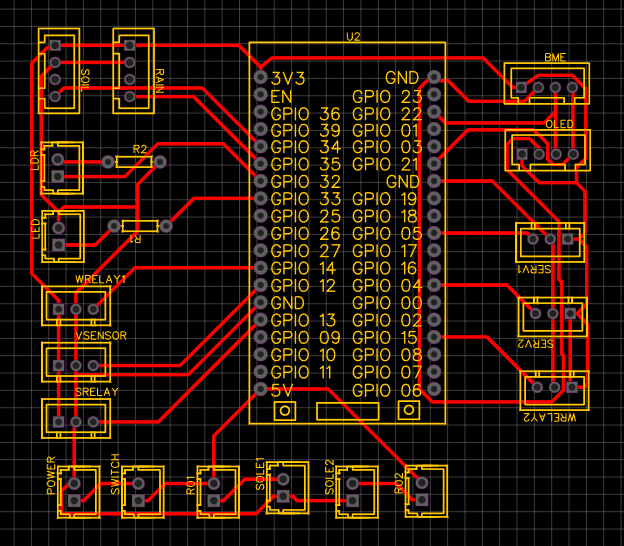 U2
BME
SOIL
RAIN
3V3 GND
EN GPIO 23
GPIO 36 GPIO 22
GPIO 39 GPIO 01
GPIO 34 GPIO 03
GPIO 35 GPIO 21
GPIO 32 GND
GPIO 33 GPIO 19
GPIO 25 GPIO 18
GPIO 26 GPIO 05
GPIO 27 GPIO 17
GPIO 14 GPIO 16
GPIO 12 GPIO 04
GND GPIO 00
GPIO 13 GPIO 02
GPIO 09 GPIO 15
GPIO 10 GPIO 08
GPIO 11 GPIO 07
5V GPIO 06
OLED
LDR
R2
LED
R1
SERV1
WRELAY1
VSENSOR
SERV2
SRELAY
WRELAY2
POWER
SWITCH
RO1
SOLE1
SOLE2
RO2